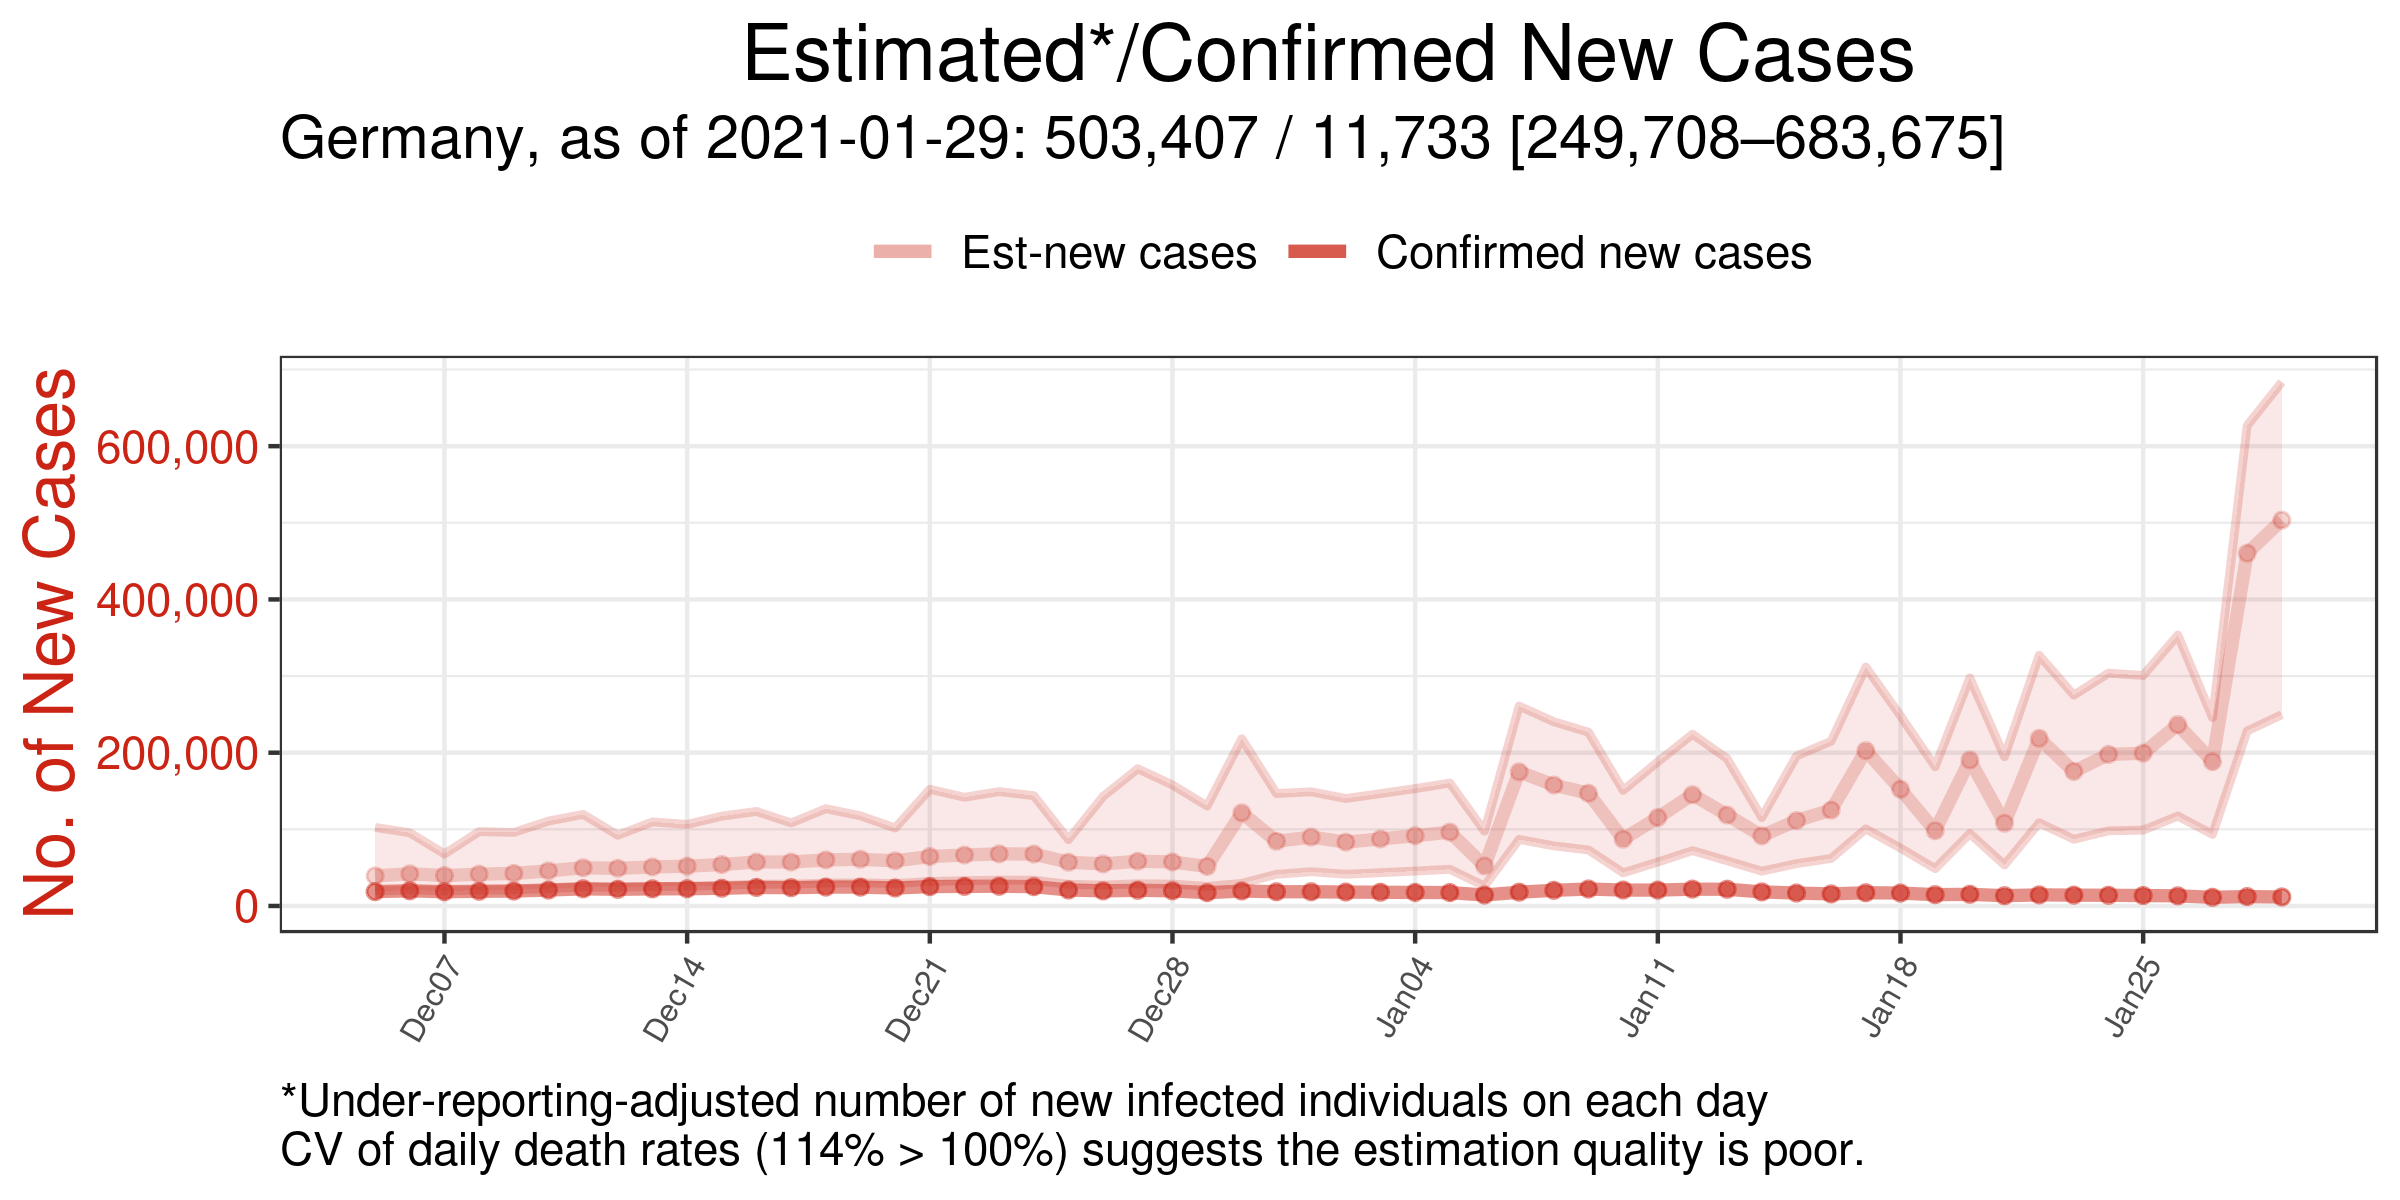 Estimated*/Confirmed New Cases
Germany, as of 2021-01-29: 503,407 / 11,733 [249,708–683,675]
Est-new cases
Confirmed new cases
No. of New Cases
600,000
400,000
200,000
0
Dec07
Dec14
Dec21
Dec28
Jan04
Jan11
Jan18
Jan25
*Under-reporting-adjusted number of new infected individuals on each day
CV of daily death rates (114% > 100%) suggests the estimation quality is poor.